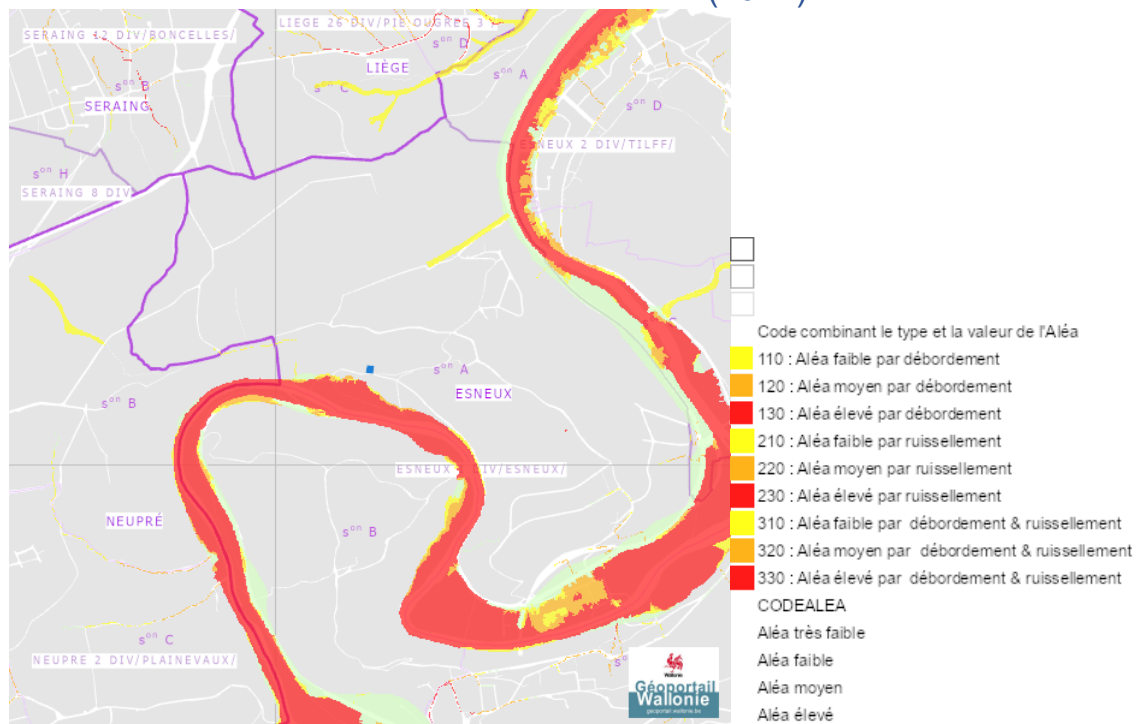 SERAING 12 DIV/BONCELLES/
LIEGE 26 DIV/PIE OUGREE 3
sᵒⁿ D
LIÈGE
sᵒⁿ A
sᵒⁿ B
sᵒⁿ C
SERAING
sᵒⁿ D
ESNEUX 2 DIV/TILFF/
sᵒⁿ H
SERAING 8 DIV
sᵒⁿ A
ESNEUX
sᵒⁿ B
ESNEUX DIV/ESNEUX/
NEUPRÉ
sᵒⁿ B
sᵒⁿ C
NEUPRE 2 DIV/PLAINEVAUX/
Wallonie
Géoportail
Wallonie
geoportail.wallonie.be
Code combinant le type et la valeur de l'Aléa
110 : Aléa faible par débordement
120 : Aléa moyen par débordement
130 : Aléa élevé par débordement
210 : Aléa faible par ruissellement
220 : Aléa moyen par ruissellement
230 : Aléa élevé par ruissellement
310 : Aléa faible par débordement & ruissellement
320 : Aléa moyen par débordement & ruissellement
330 : Aléa élevé par débordement & ruissellement
CODEALEA
Aléa très faible
Aléa faible
Aléa moyen
Aléa élevé